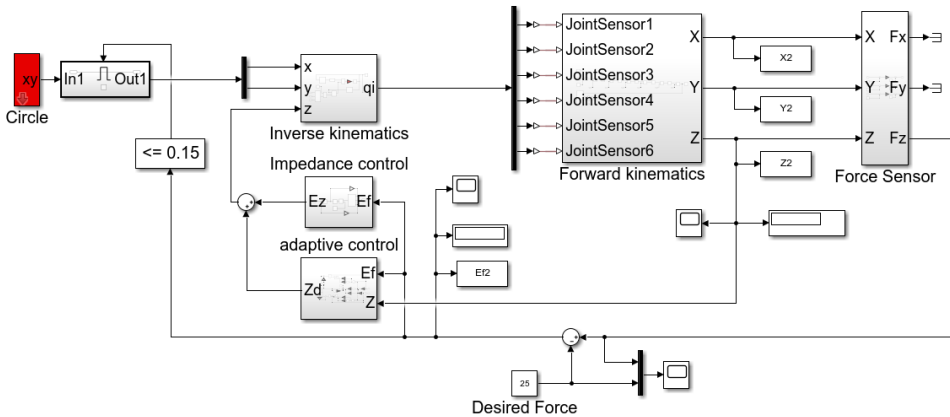 xy
Circle
In1
Out1
<= 0.15
x
y
z
qi
Inverse kinematics
Impedance control
Ez
Ef
adaptive control
Ef
Zd
Z
Ef2
JointSensor1
JointSensor2
JointSensor3
JointSensor4
JointSensor5
JointSensor6
X
Y
Z
Forward kinematics
X2
Y2
Z2
X
Fx
Y
Fy
Z
Fz
Force Sensor
25
Desired Force